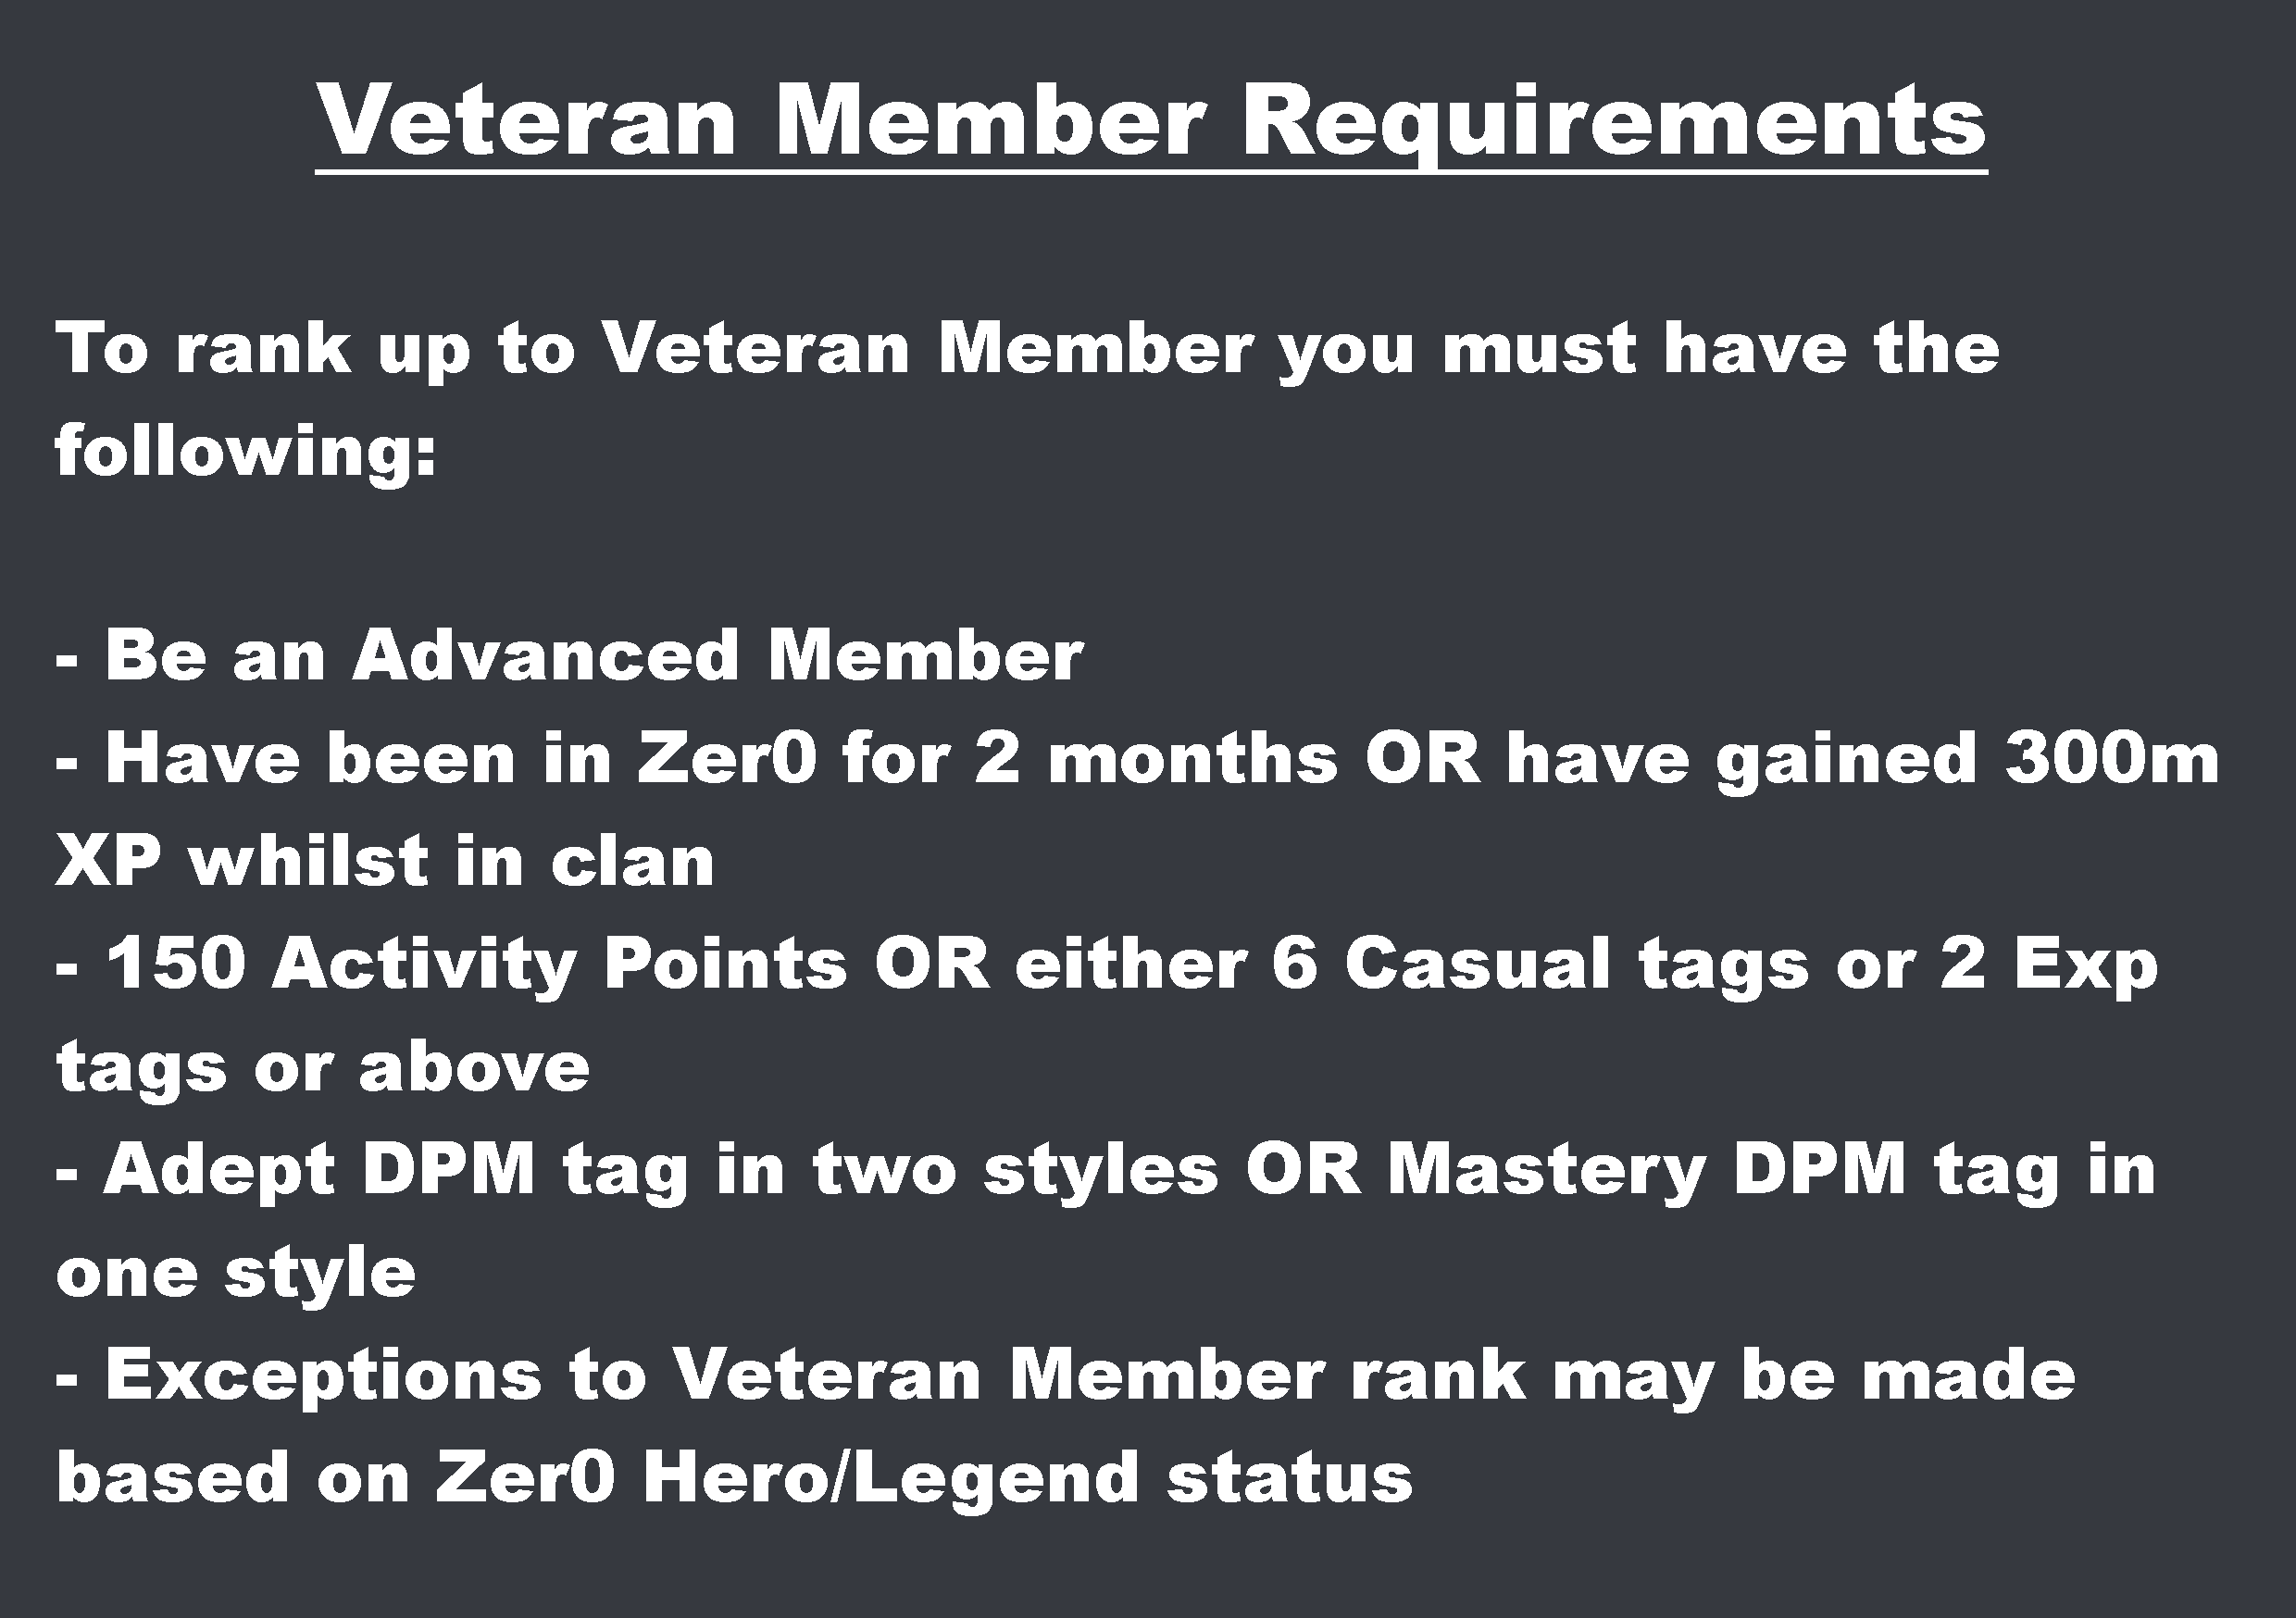 Veteran Member Requirements
To rank up to Veteran Member you must have the
following:
- Be an Advanced Member
- Have been in Zer0 for 2 months OR have gained 300m
XP whilst in clan
- 150 Activity Points OR either 6 Casual tags or 2 Exp
tags or above
- Adept DPM tag in two styles OR Mastery DPM tag in
one style
- Exceptions to Veteran Member rank may be made
based on Zer0 Hero/Legend status